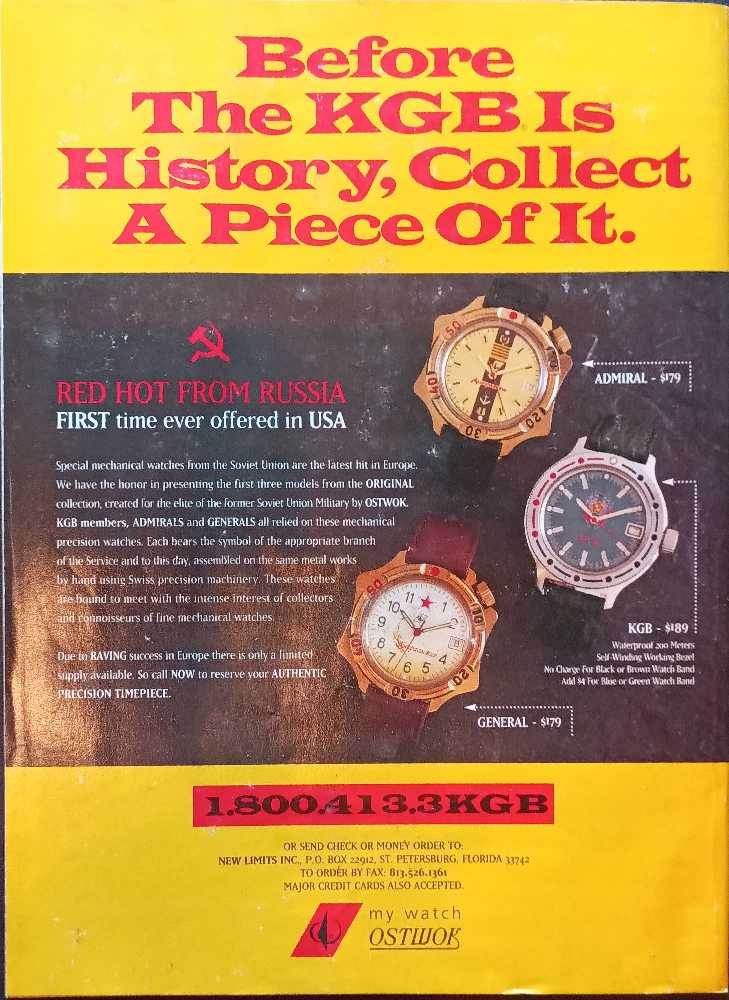 Before
The KGB Is
History, Collect
A Piece Of It.
RED HOT FROM RUSSIA
FIRST time ever offered in USA
Special mechanical watches from the Soviet Union are the latest hit in Europe.
We have the honor in presenting the first three models from the ORIGINAL
collection, created for the elite of the former Soviet Union Military by OSTWOK.
KGB members, ADMIRALS and GENERALS all relied on these mechanical
precision watches. Each bears the symbol of the appropriate branch
of the Service and to this day, assembled on the same metal works
by hand using Swiss precision machinery. These watches
are bound to meet with the intense interest of collectors
and connoisseurs of fine mechanical watches.
Due to RAVING success in Europe there is only a limited
supply available. So call NOW to reserve your AUTHENTIC
PRECISION TIMEPIECE.
ADMIRAL - $179
KGB - $189
Waterproof 200 Meters
Self-Winding Working Bezel
No Charge For Black or Brown Watch Band
Add $4 For Blue or Green Watch Band
GENERAL - $179
1.800.413.3KGB
OR SEND CHECK OR MONEY ORDER TO:
NEW LIMITS INC., P.O. BOX 22912, ST. PETERSBURG, FLORIDA 33742
TO ORDER BY FAX: 813.526.1361
MAJOR CREDIT CARDS ALSO ACCEPTED.
my watch
OSTWOK